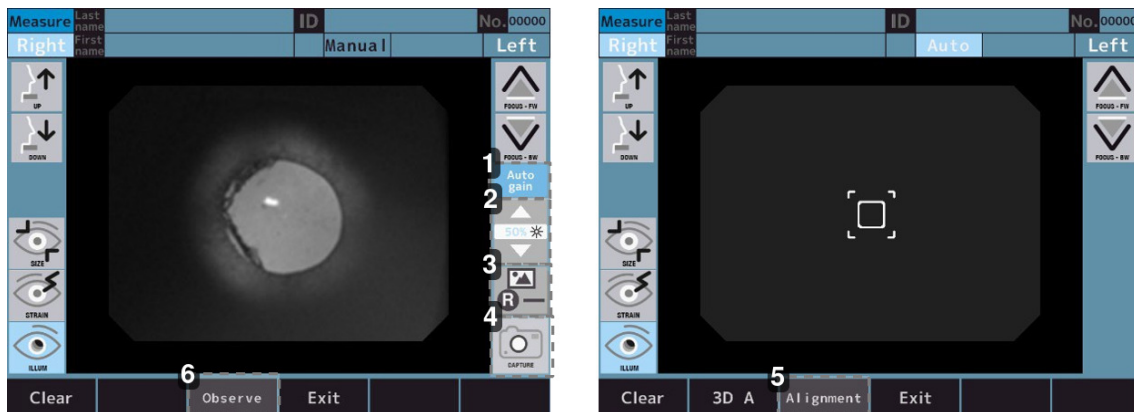 Measure Last name ID No. 00000
Right First name Manual Left
UP
FOCUS - FW
DOWN
FOCUS - BW
1
Auto
gain
2
50%
3
SIZE
R
STRAIN
4
CAPTURE
ILLUM
6
Clear Observe Exit
Measure Last name ID No. 00000
Right First name Auto Left
UP
FOCUS - FW
DOWN
FOCUS - BW
SIZE
STRAIN
ILLUM
5
Clear 3D A Alignment Exit